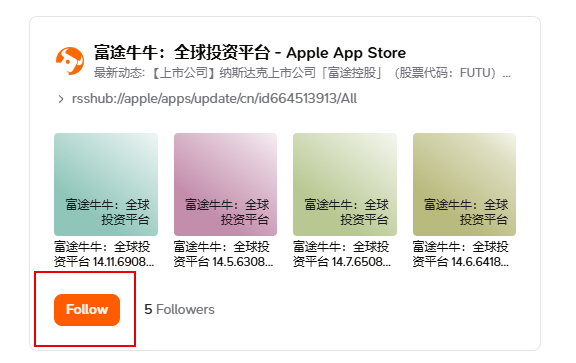 富途牛牛：全球投资平台 - Apple App Store
最新动态: 【上市公司】纳斯达克上市公司「富途控股」（股票代码：FUTU）...
rsshub://apple/apps/update/cn/id664513913/All
富途牛牛：全球
投资平台
富途牛牛：全球
投资平台
富途牛牛：全球
投资平台
富途牛牛：全球
投资平台
富途牛牛：全球投
资平台 14.11.6908...
富途牛牛：全球投
资平台 14.5.6308...
富途牛牛：全球投
资平台 14.7.6508...
富途牛牛：全球投
资平台 14.6.6418...
Follow
5 Followers